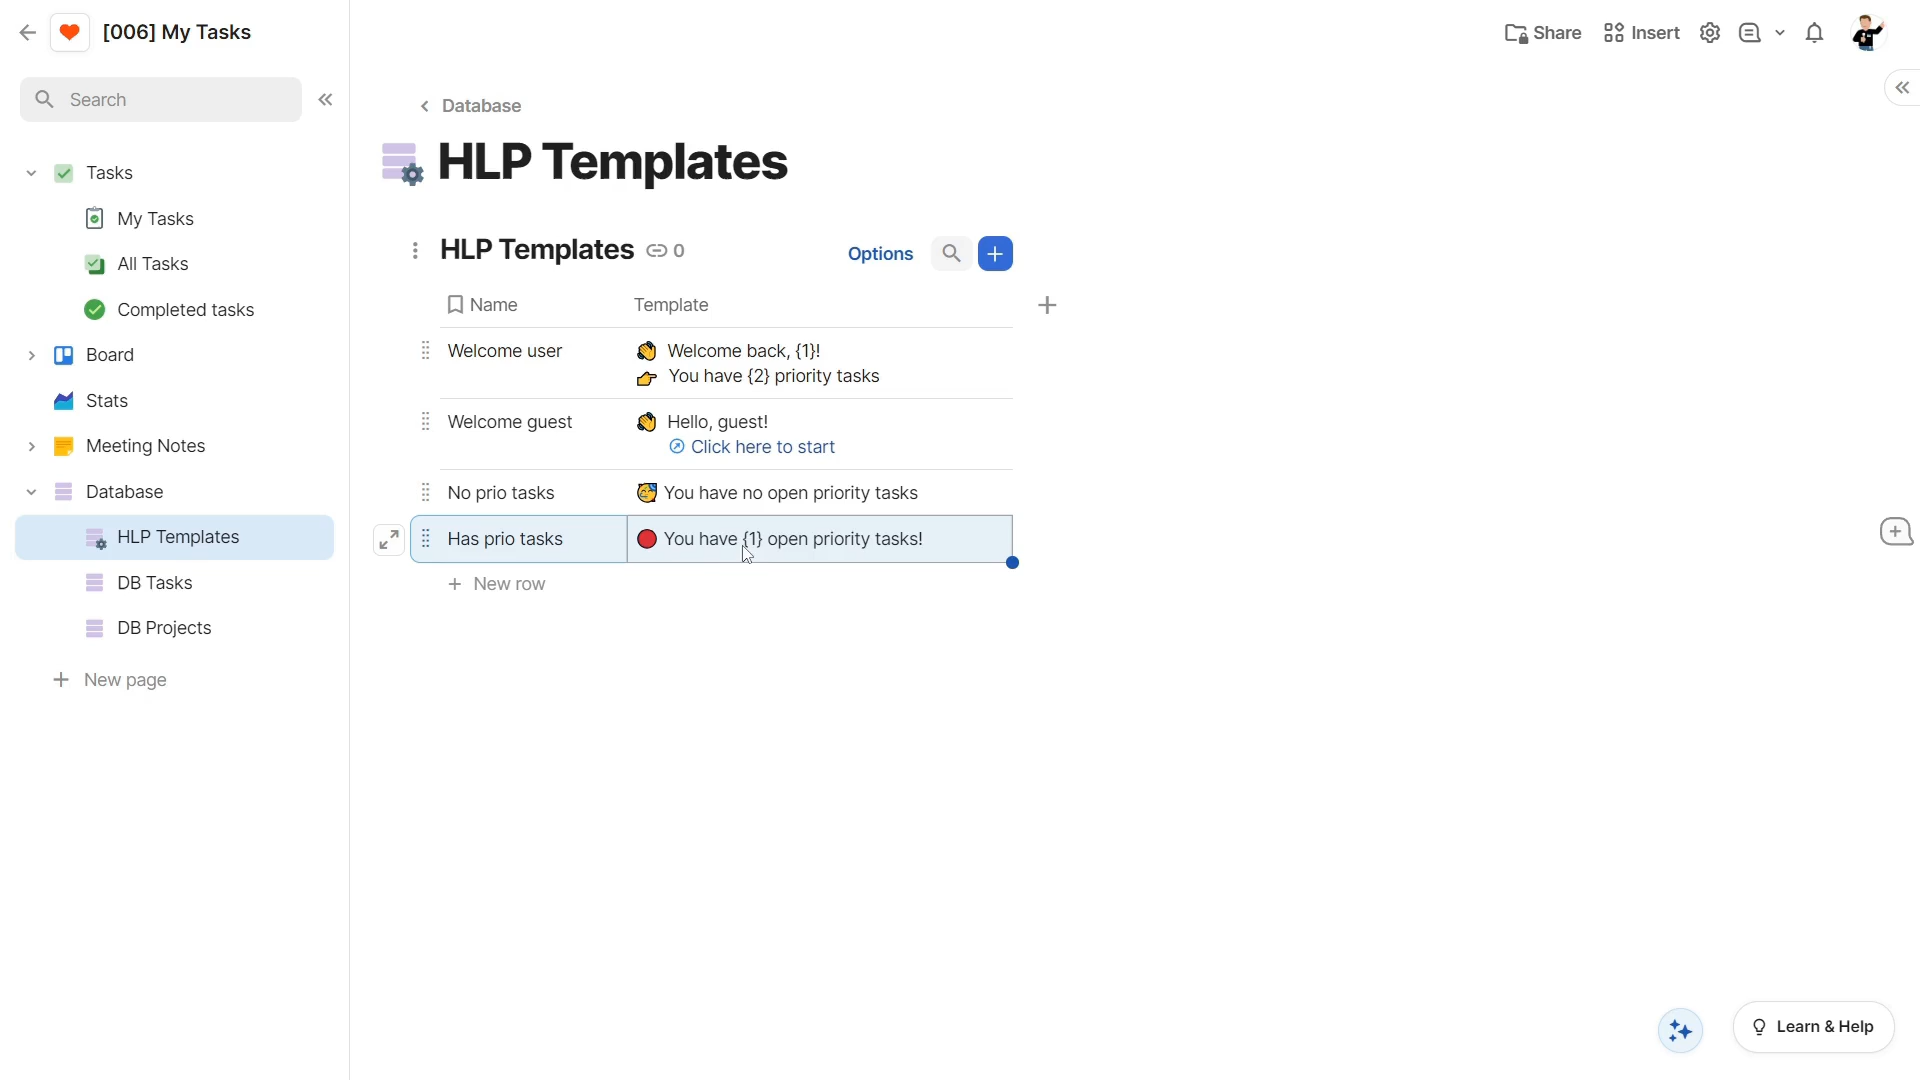 [006] My Tasks
Share
Insert
Search
Tasks
My Tasks
All Tasks
Completed tasks
Board
Stats
Meeting Notes
Database
HLP Templates
DB Tasks
DB Projects
New page
Database
HLP Templates
HLP Templates 0
Options
Name Template
Welcome user 👋 Welcome back, {1}!
👉 You have {2} priority tasks
Welcome guest 👋 Hello, guest!
Click here to start
No prio tasks 🥳 You have no open priority tasks
Has prio tasks 🔴 You have {1} open priority tasks!
New row
Learn & Help